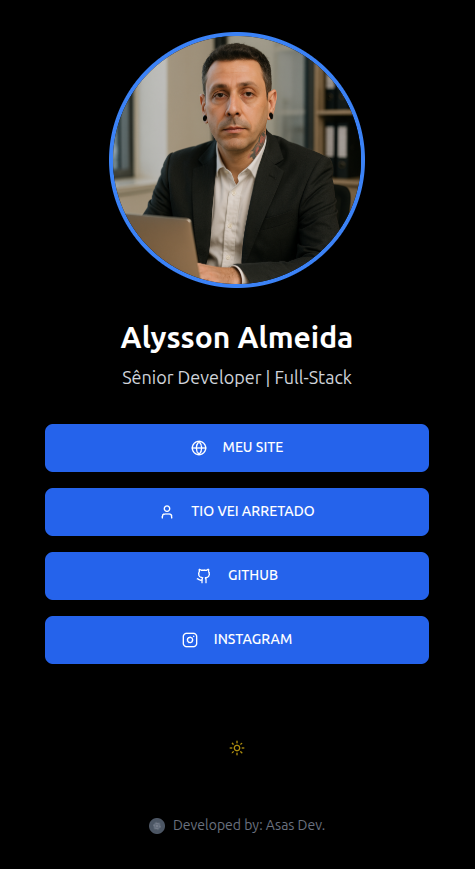 Alysson Almeida
Sênior Developer | Full-Stack
MEU SITE
TIO VEI ARRETADO
GITHUB
INSTAGRAM
Developed by: Asas Dev.